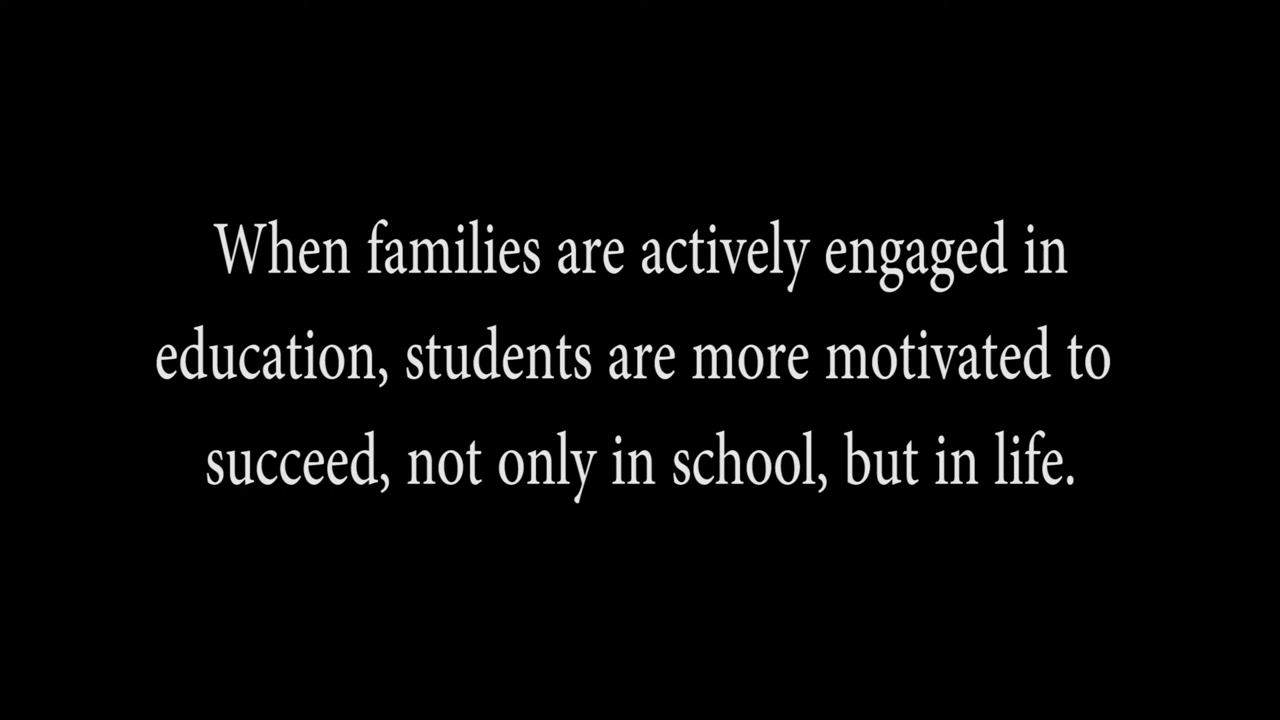 When families are actively engaged in
education, students are more motivated to
succeed, not only in school, but in life.